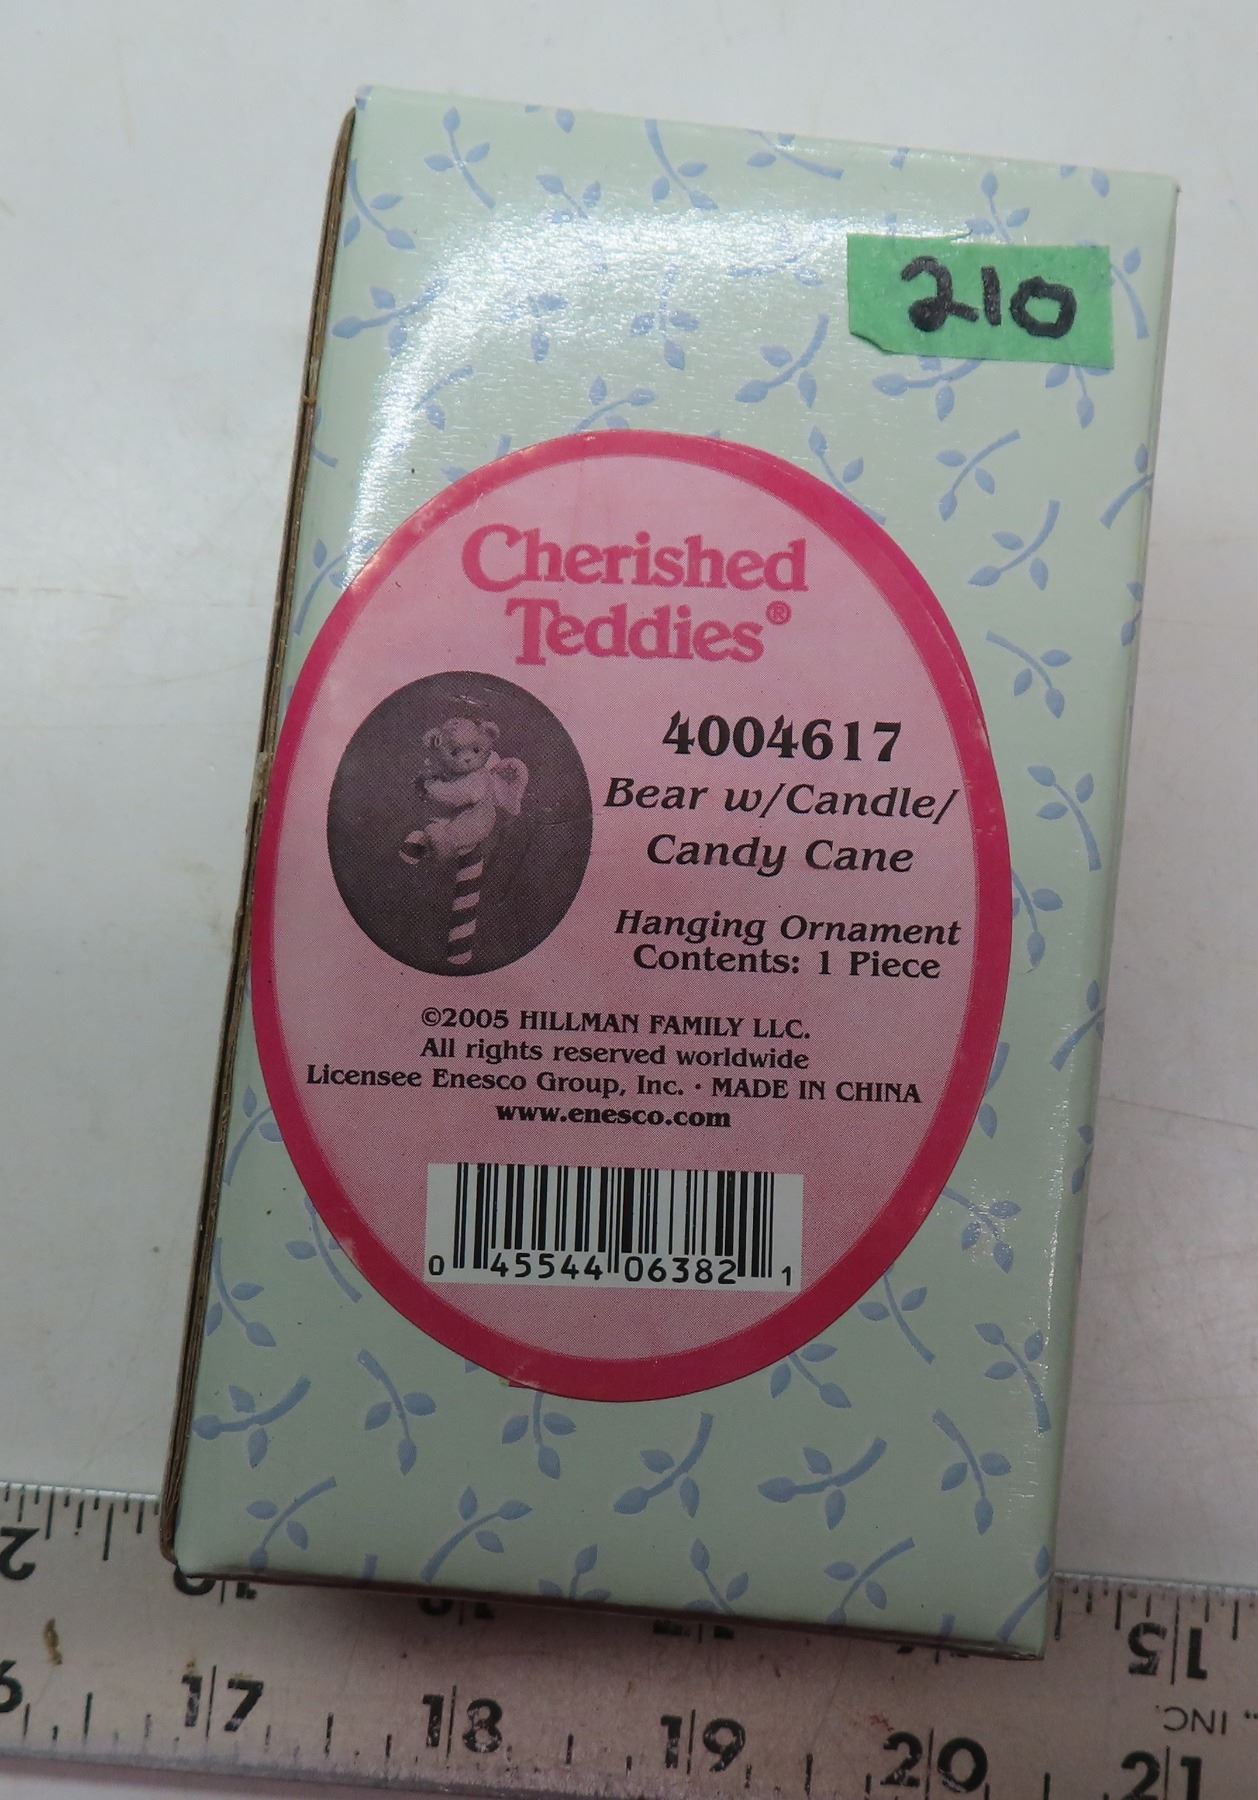 210
Cherished
Teddies®
4004617
Bear w/Candle/
Candy Cane
Hanging Ornament
Contents: 1 Piece
©2005 HILLMAN FAMILY LLC.
All rights reserved worldwide
Licensee Enesco Group, Inc. · MADE IN CHINA
www.enesco.com
0 45544 06382 1
15
INC.
17 18 19 20 21